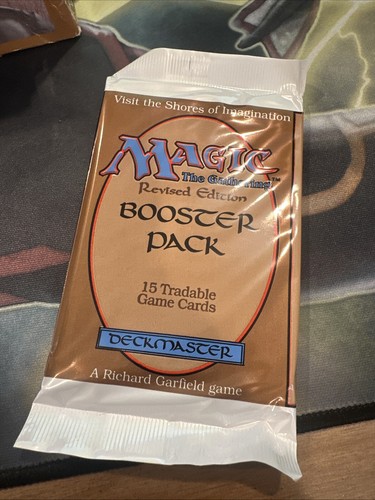 Visit the Shores of Imagination
MAGIC
The Gathering™
Revised Edition
BOOSTER
PACK
15 Tradable
Game Cards
DECKMASTER
A Richard Garfield game